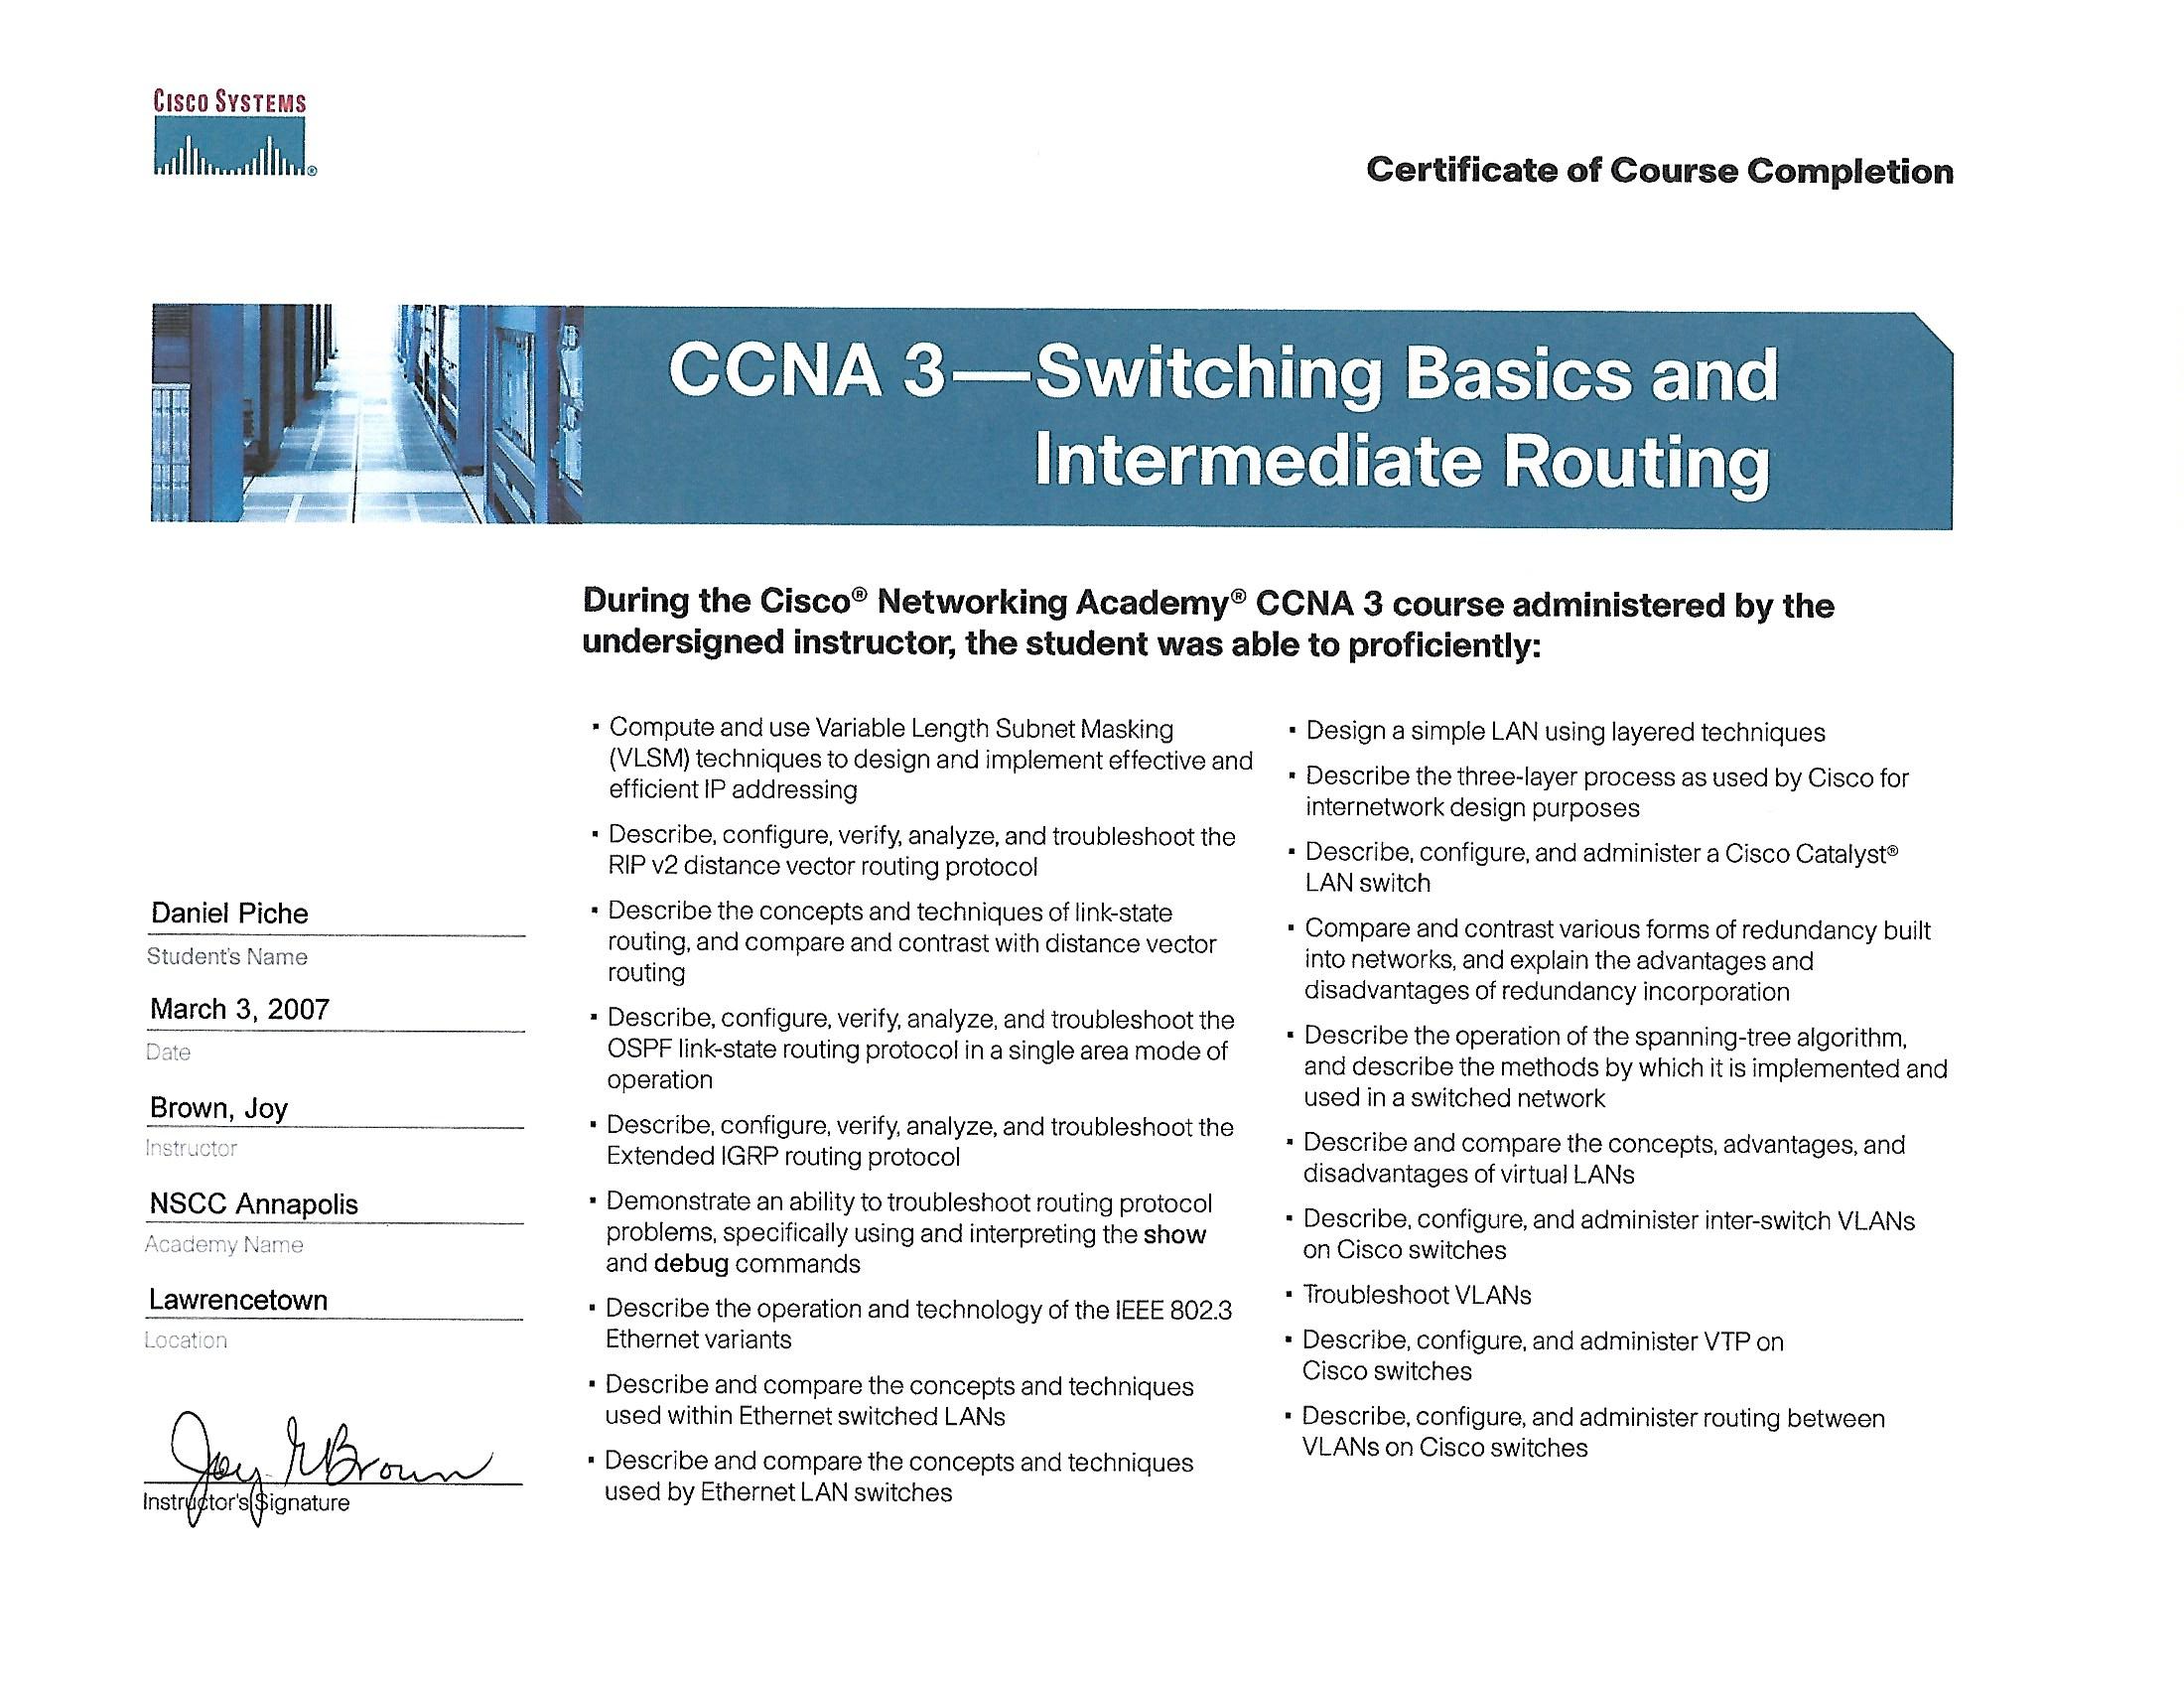 CISCO SYSTEMS
®
Certificate of Course Completion
CCNA 3—Switching Basics and
Intermediate Routing
During the Cisco® Networking Academy® CCNA 3 course administered by the
undersigned instructor, the student was able to proficiently:
▪ Compute and use Variable Length Subnet Masking
(VLSM) techniques to design and implement effective and
efficient IP addressing
▪ Describe, configure, verify, analyze, and troubleshoot the
RIP v2 distance vector routing protocol
▪ Describe the concepts and techniques of link-state
routing, and compare and contrast with distance vector
routing
▪ Describe, configure, verify, analyze, and troubleshoot the
OSPF link-state routing protocol in a single area mode of
operation
▪ Describe, configure, verify, analyze, and troubleshoot the
Extended IGRP routing protocol
▪ Demonstrate an ability to troubleshoot routing protocol
problems, specifically using and interpreting the show
and debug commands
▪ Describe the operation and technology of the IEEE 802.3
Ethernet variants
▪ Describe and compare the concepts and techniques
used within Ethernet switched LANs
▪ Describe and compare the concepts and techniques
used by Ethernet LAN switches
▪ Design a simple LAN using layered techniques
▪ Describe the three-layer process as used by Cisco for
internetwork design purposes
▪ Describe, configure, and administer a Cisco Catalyst®
LAN switch
▪ Compare and contrast various forms of redundancy built
into networks, and explain the advantages and
disadvantages of redundancy incorporation
▪ Describe the operation of the spanning-tree algorithm,
and describe the methods by which it is implemented and
used in a switched network
▪ Describe and compare the concepts, advantages, and
disadvantages of virtual LANs
▪ Describe, configure, and administer inter-switch VLANs
on Cisco switches
▪ Troubleshoot VLANs
▪ Describe, configure, and administer VTP on
Cisco switches
▪ Describe, configure, and administer routing between
VLANs on Cisco switches
Daniel Piche
Student's Name
March 3, 2007
Date
Brown, Joy
Instructor
NSCC Annapolis
Academy Name
Lawrencetown
Location
Joy M Brown
Instructor's Signature